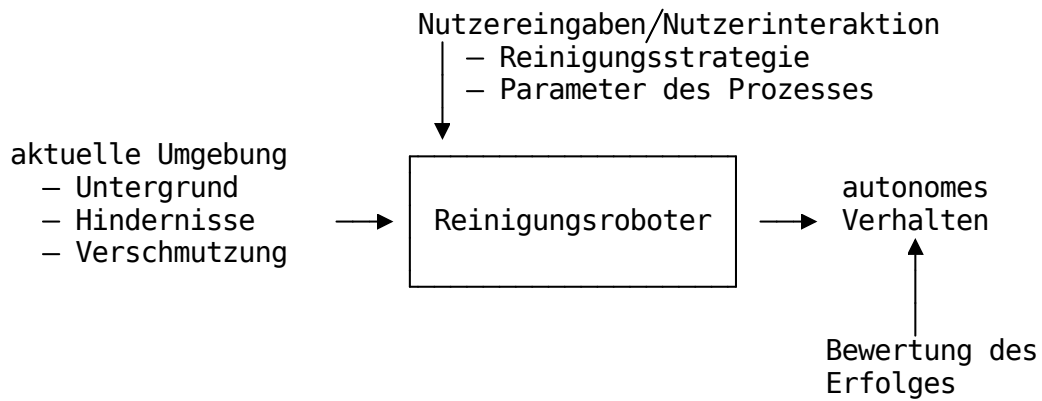 Nutzereingaben/Nutzerinteraktion
– Reinigungsstrategie
– Parameter des Prozesses
aktuelle Umgebung
– Untergrund
– Hindernisse
– Verschmutzung
Reinigungsroboter
autonomes
Verhalten
Bewertung des
Erfolges